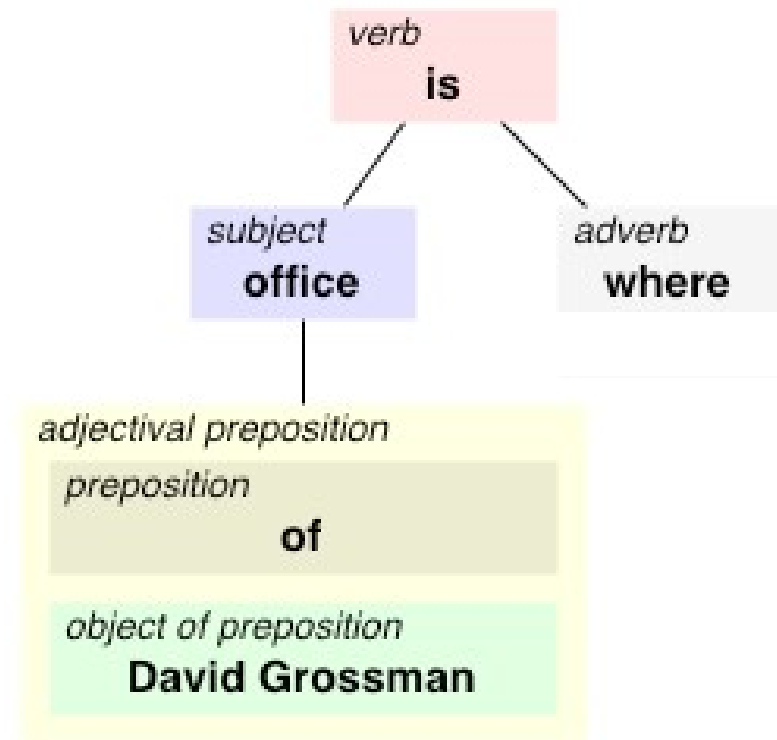 verb
is
subject
office
adverb
where
adjectival preposition
preposition
of
object of preposition
David Grossman